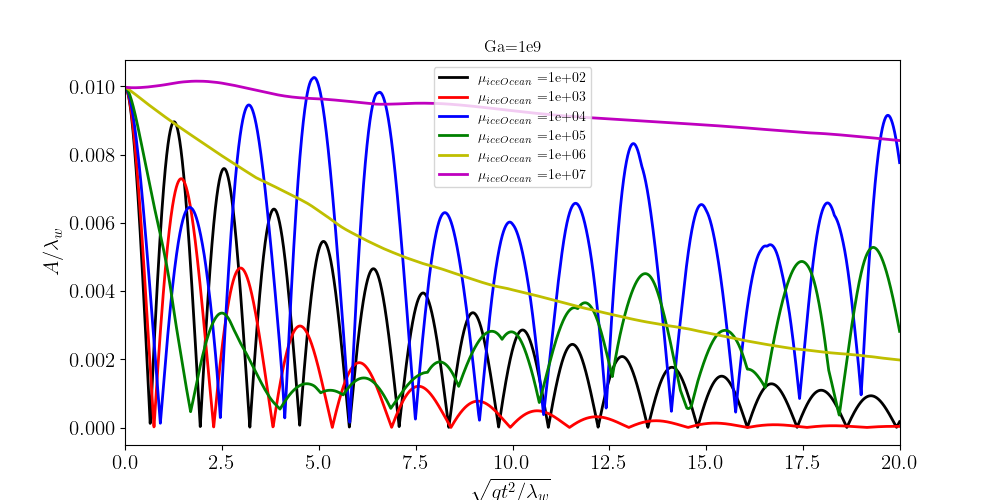 Ga=1e9
μ_iceOcean =1e+02
μ_iceOcean =1e+03
μ_iceOcean =1e+04
μ_iceOcean =1e+05
μ_iceOcean =1e+06
μ_iceOcean =1e+07
A/λ_w
0.010
0.008
0.006
0.004
0.002
0.000
0.0 2.5 5.0 7.5 10.0 12.5 15.0 17.5 20.0
√gt²/λ_w